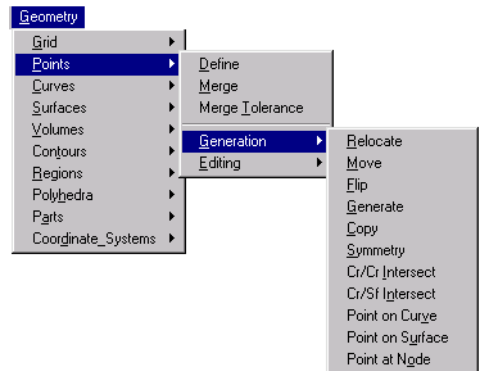 Geometry
Grid
Points
Curves
Surfaces
Volumes
Contours
Regions
Polyhedra
Parts
Coordinate_Systems
Define
Merge
Merge Tolerance
Generation
Editing
Relocate
Move
Flip
Generate
Copy
Symmetry
Cr/Cr Intersect
Cr/Sf Intersect
Point on Curve
Point on Surface
Point at Node